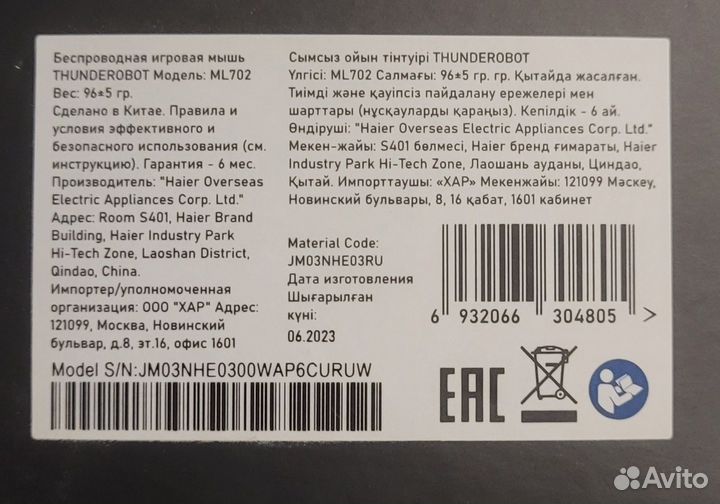 Беспроводная игровая мышь
THUNDEROBOT Модель: ML702
Вес: 96±5 гр.
Сделано в Китае. Правила и
условия эффективного и
безопасного использования (см.
инструкцию). Гарантия - 6 мес.
Производитель: "Haier Overseas
Electric Appliances Corp. Ltd."
Адрес: Room S401, Haier Brand
Building, Haier Industry Park
Hi-Tech Zone, Laoshan District,
Qindao, China.
Импортер/уполномоченная
организация: ООО "ХАР" Адрес:
121099, Москва, Новинский
бульвар, д.8, эт.16, офис 1601
Сымсыз ойын тінтуірі THUNDEROBOT
Үлгісі: ML702 Салмағы: 96±5 гр. гр. Қытайда жасалған.
Тиімді және қауіпсіз пайдалану ережелері мен
шарттары (нұсқауларды қараңыз). Кепілдік - 6 ай.
Өндіруші: "Haier Overseas Electric Appliances Corp. Ltd."
Мекен-жайы: S401 бөлмесі, Haier бренд ғимараты, Haier
Industry Park Hi-Tech Zone, Лаошань ауданы, Циндао,
Қытай. Импорттаушы: «ХАР» Мекенжайы: 121099 Мәскеу,
Новинский бульвары, 8, 16 қабат, 1601 кабинет
Material Code:
JM03NHE03RU
Дата изготовления
Шығарылған
күні:
06.2023
6 932066 304805 >
Model S/N:JM03NHE0300WAP6CURUW
EAC
Avito